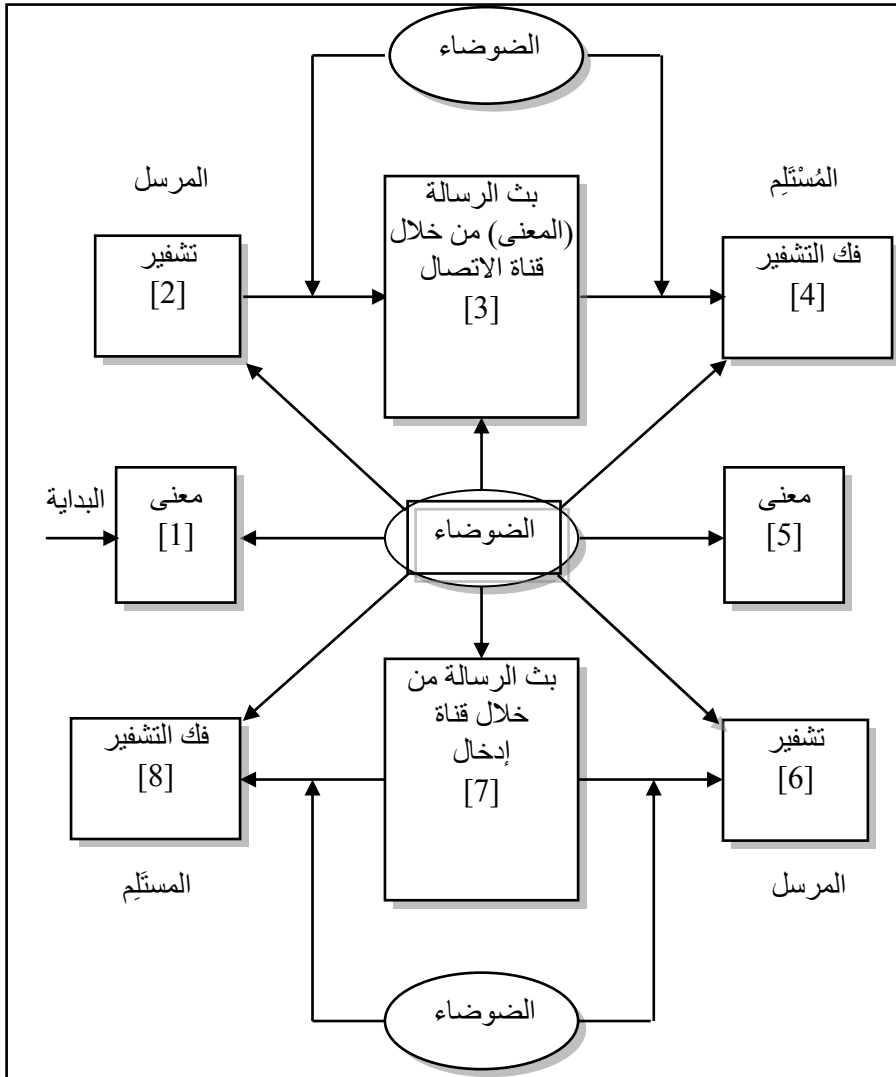 الضوضاء
المرسل
المُسْتَلِم
تشفير
[2]
بث الرسالة
(المعنى) من خلال
قناة الاتصال
[3]
فك التشفير
[4]
البداية
معنى
[1]
الضوضاء
معنى
[5]
فك التشفير
[8]
بث الرسالة من
خلال قناة
إدخال
[7]
تشفير
[6]
المستَلِم
المرسل
الضوضاء